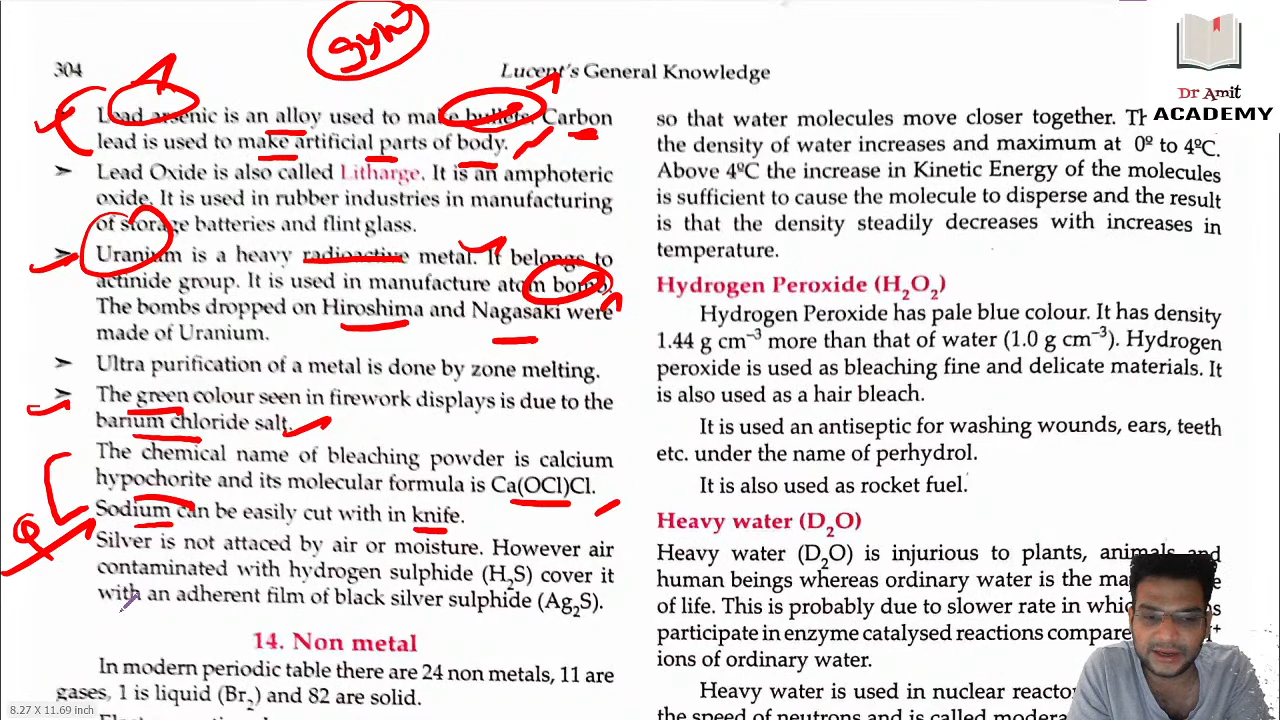 304
Lucent's General Knowledge
Lead arsenic is an alloy used to make bullets. Carbon
lead is used to make artificial parts of body.
➤ Lead Oxide is also called Litharge. It is an amphoteric
oxide. It is used in rubber industries in manufacturing
of storage batteries and flint glass.
➤ Uranium is a heavy radioactive metal. It belongs to
actinide group. It is used in manufacture atom bomb.
The bombs dropped on Hiroshima and Nagasaki were
made of Uranium.
➤ Ultra purification of a metal is done by zone melting.
➤ The green colour seen in firework displays is due to the
barium chloride salt.
The chemical name of bleaching powder is calcium
hypochorite and its molecular formula is Ca(OCl)Cl.
Sodium can be easily cut with in knife.
Silver is not attaced by air or moisture. However air
contaminated with hydrogen sulphide (H₂S) cover it
with an adherent film of black silver sulphide (Ag₂S).
14. Non metal
In modern periodic table there are 24 non metals, 11 are
gases, 1 is liquid (Br₂) and 82 are solid.
8.27 X 11.69 inch
so that water molecules move closer together.
the density of water increases and maximum at 0º to 4ºC.
Above 4ºC the increase in Kinetic Energy of the molecules
is sufficient to cause the molecule to disperse and the result
is that the density steadily decreases with increases in
temperature.
Hydrogen Peroxide (H₂O₂)
Hydrogen Peroxide has pale blue colour. It has density
1.44 g cm⁻³ more than that of water (1.0 g cm⁻³). Hydrogen
peroxide is used as bleaching fine and delicate materials. It
is also used as a hair bleach.
It is used an antiseptic for washing wounds, ears, teeth
etc. under the name of perhydrol.
It is also used as rocket fuel.
Heavy water (D₂O)
Heavy water (D₂O) is injurious to plants, animals and
human beings whereas ordinary water is the
of life. This is probably due to slower rate in
participate in enzyme catalysed reactions
ions of ordinary water.
Heavy water is used in nuclear
the speed of neutrons and is called
Dr Amit
ACADEMY